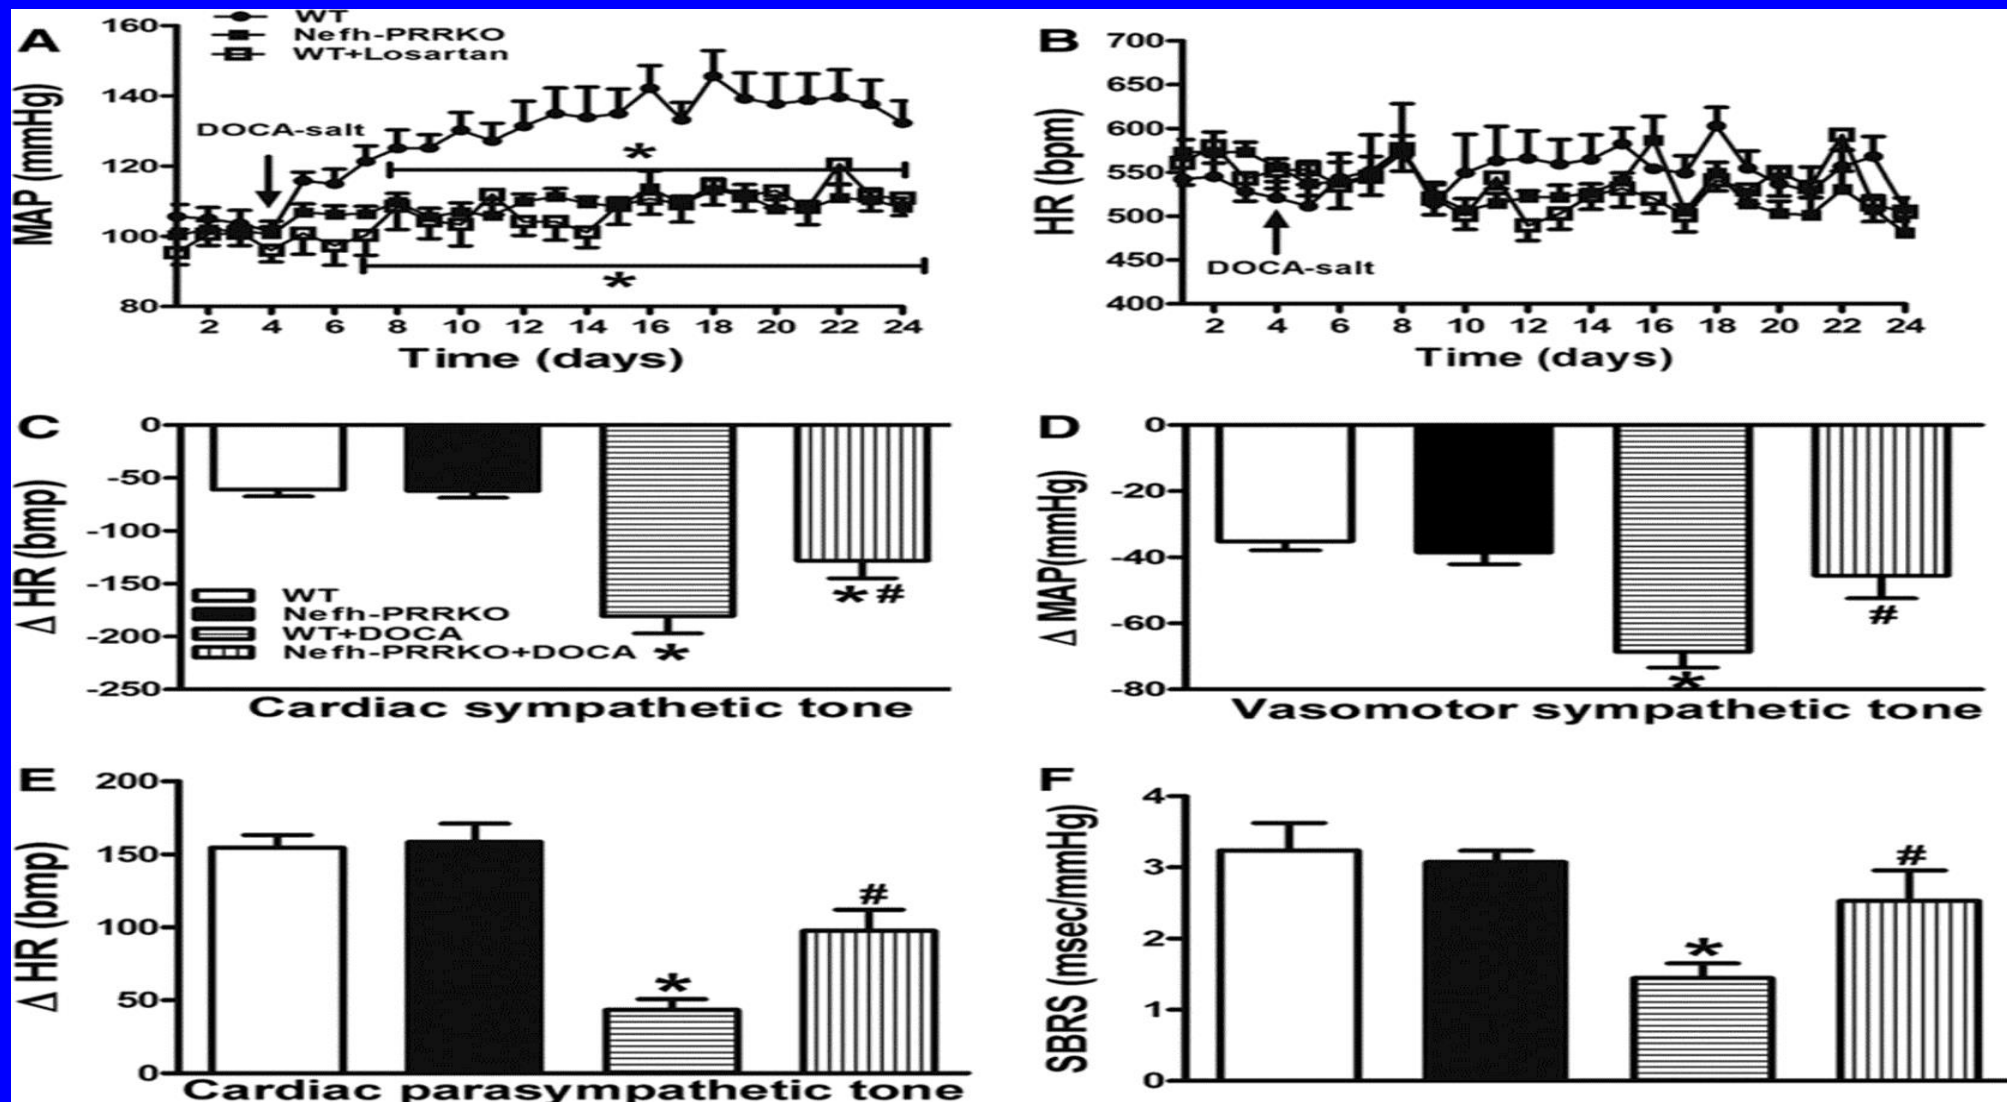 A
160
140
120
100
80
MAP (mmHg)
WT
Nefh-PRRKO
WT+Losartan
DOCA-salt
*
*
2 4 6 8 10 12 14 16 18 20 22 24
Time (days)
B
700
650
600
550
500
450
400
HR (bpm)
DOCA-salt
2 4 6 8 10 12 14 16 18 20 22 24
Time (days)
C
0
-50
-100
-150
-200
-250
Δ HR (bmp)
WT
Nefh-PRRKO
WT+DOCA
Nefh-PRRKO+DOCA
*
*#
Cardiac sympathetic tone
D
0
-20
-40
-60
-80
Δ MAP(mmHg)
*
#
Vasomotor sympathetic tone
E
200
150
100
50
0
Δ HR (bmp)
*
#
Cardiac parasympathetic tone
F
4
3
2
1
0
SBRS (msec/mmHg)
*
#